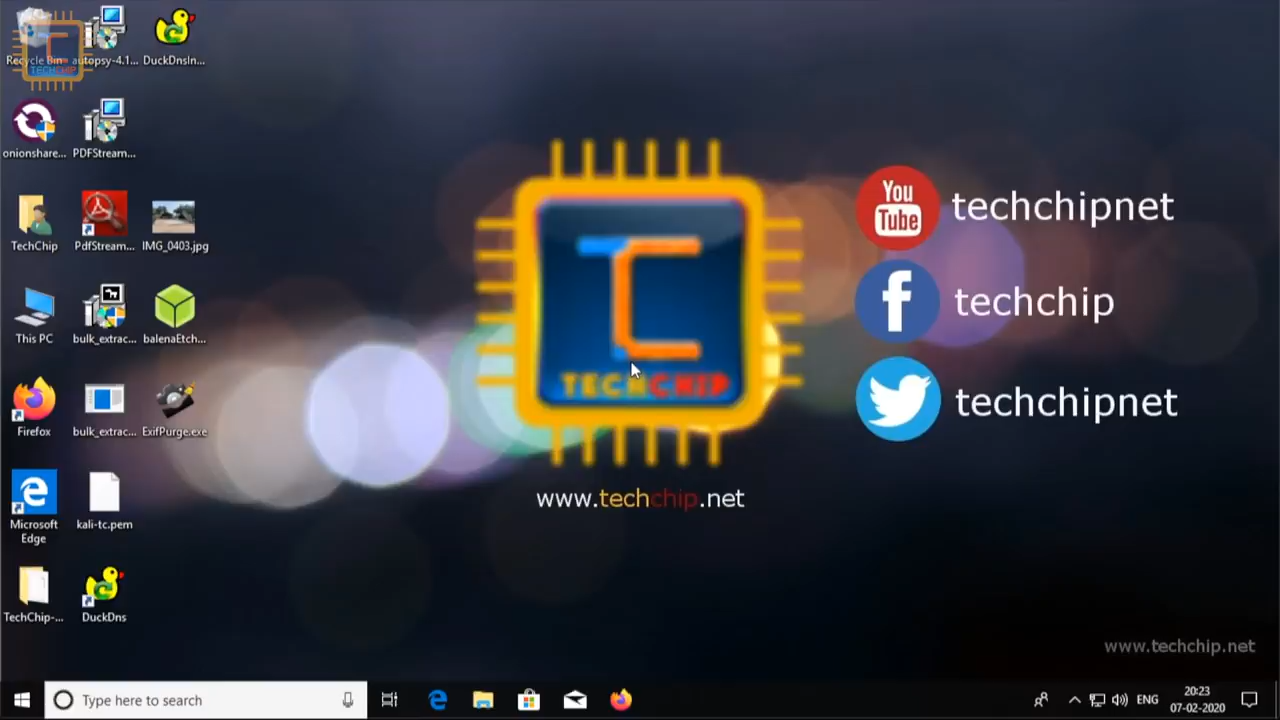 Recycle Bin
autopsy-4.1...
DuckDnsIn...
TECHCHIP
onionshare...
PDFStream...
TechChip
PdfStream...
IMG_0403.jpg
This PC
bulk_extrac...
balenaEtch...
Firefox
bulk_extrac...
ExifPurge.exe
Microsoft
Edge
kali-tc.pem
TechChip-...
DuckDns
TECHCHIP
www.techchip.net
You
Tube
techchipnet
techchip
techchipnet
www.techchip.net
Type here to search
ENG
20:23
07-02-2020